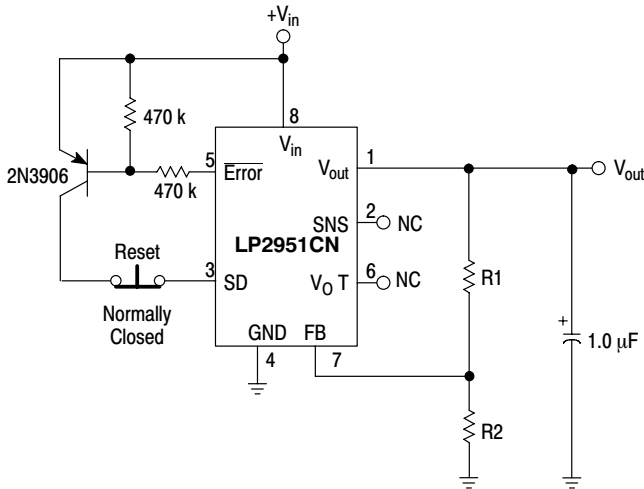 +Vin
470 k
8
Vin
2N3906
470 k
5
Error
Vout
1
Vout
SNS
2
NC
LP2951CN
Reset
3
SD
VO T
6
NC
R1
Normally
Closed
GND
FB
4
7
+
1.0 μF
R2